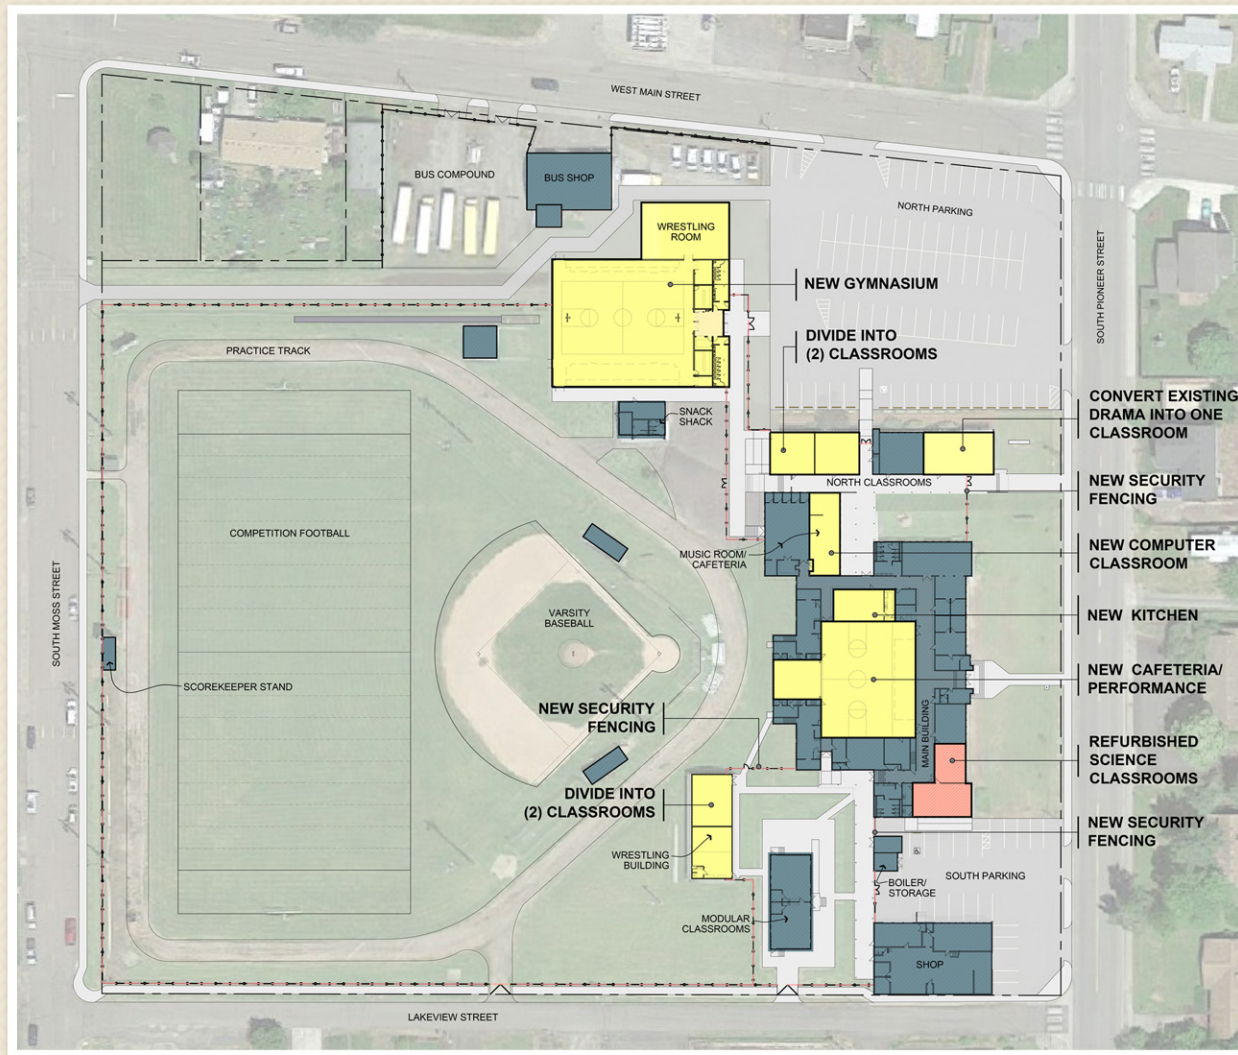 WEST MAIN STREET
BUS COMPOUND
BUS SHOP
NORTH PARKING
WRESTLING
ROOM
SOUTH PIONEER STREET
NEW GYMNASIUM
DIVIDE INTO
(2) CLASSROOMS
PRACTICE TRACK
SNACK
SHACK
CONVERT EXISTING
DRAMA INTO ONE
CLASSROOM
NORTH CLASSROOMS
NEW SECURITY
FENCING
COMPETITION FOOTBALL
MUSIC ROOM/
CAFETERIA
NEW COMPUTER
CLASSROOM
SOUTH MOSS STREET
VARSITY
BASEBALL
NEW KITCHEN
SCOREKEEPER STAND
NEW CAFETERIA/
PERFORMANCE
NEW SECURITY
FENCING
MAIN BUILDING
REFURBISHED
SCIENCE
CLASSROOMS
DIVIDE INTO
(2) CLASSROOMS
NEW SECURITY
FENCING
WRESTLING
BUILDING
BOILER/
STORAGE
SOUTH PARKING
MODULAR
CLASSROOMS
SHOP
LAKEVIEW STREET